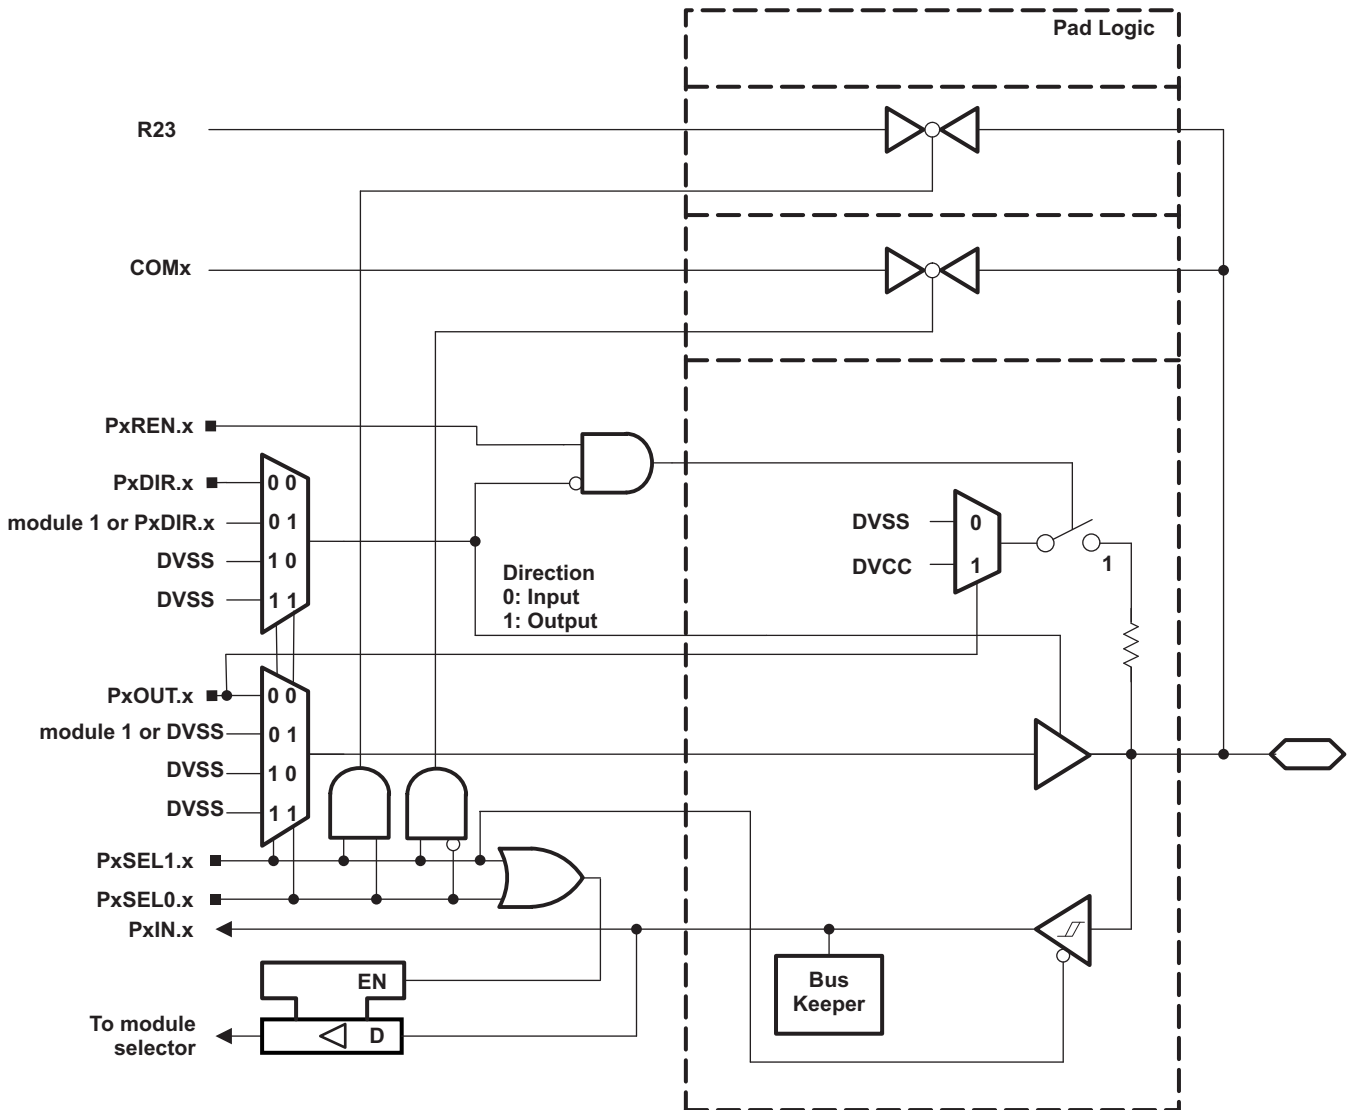 Pad Logic
R23
COMx
PxREN.x
PxDIR.x
0 0
module 1 or PxDIR.x
0 1
DVSS
1 0
DVSS
1 1
Direction
0: Input
1: Output
DVSS
0
DVCC
1
1
PxOUT.x
0 0
module 1 or DVSS
0 1
DVSS
1 0
DVSS
1 1
PxSEL1.x
PxSEL0.x
PxIN.x
Bus
Keeper
EN
To module
selector
D